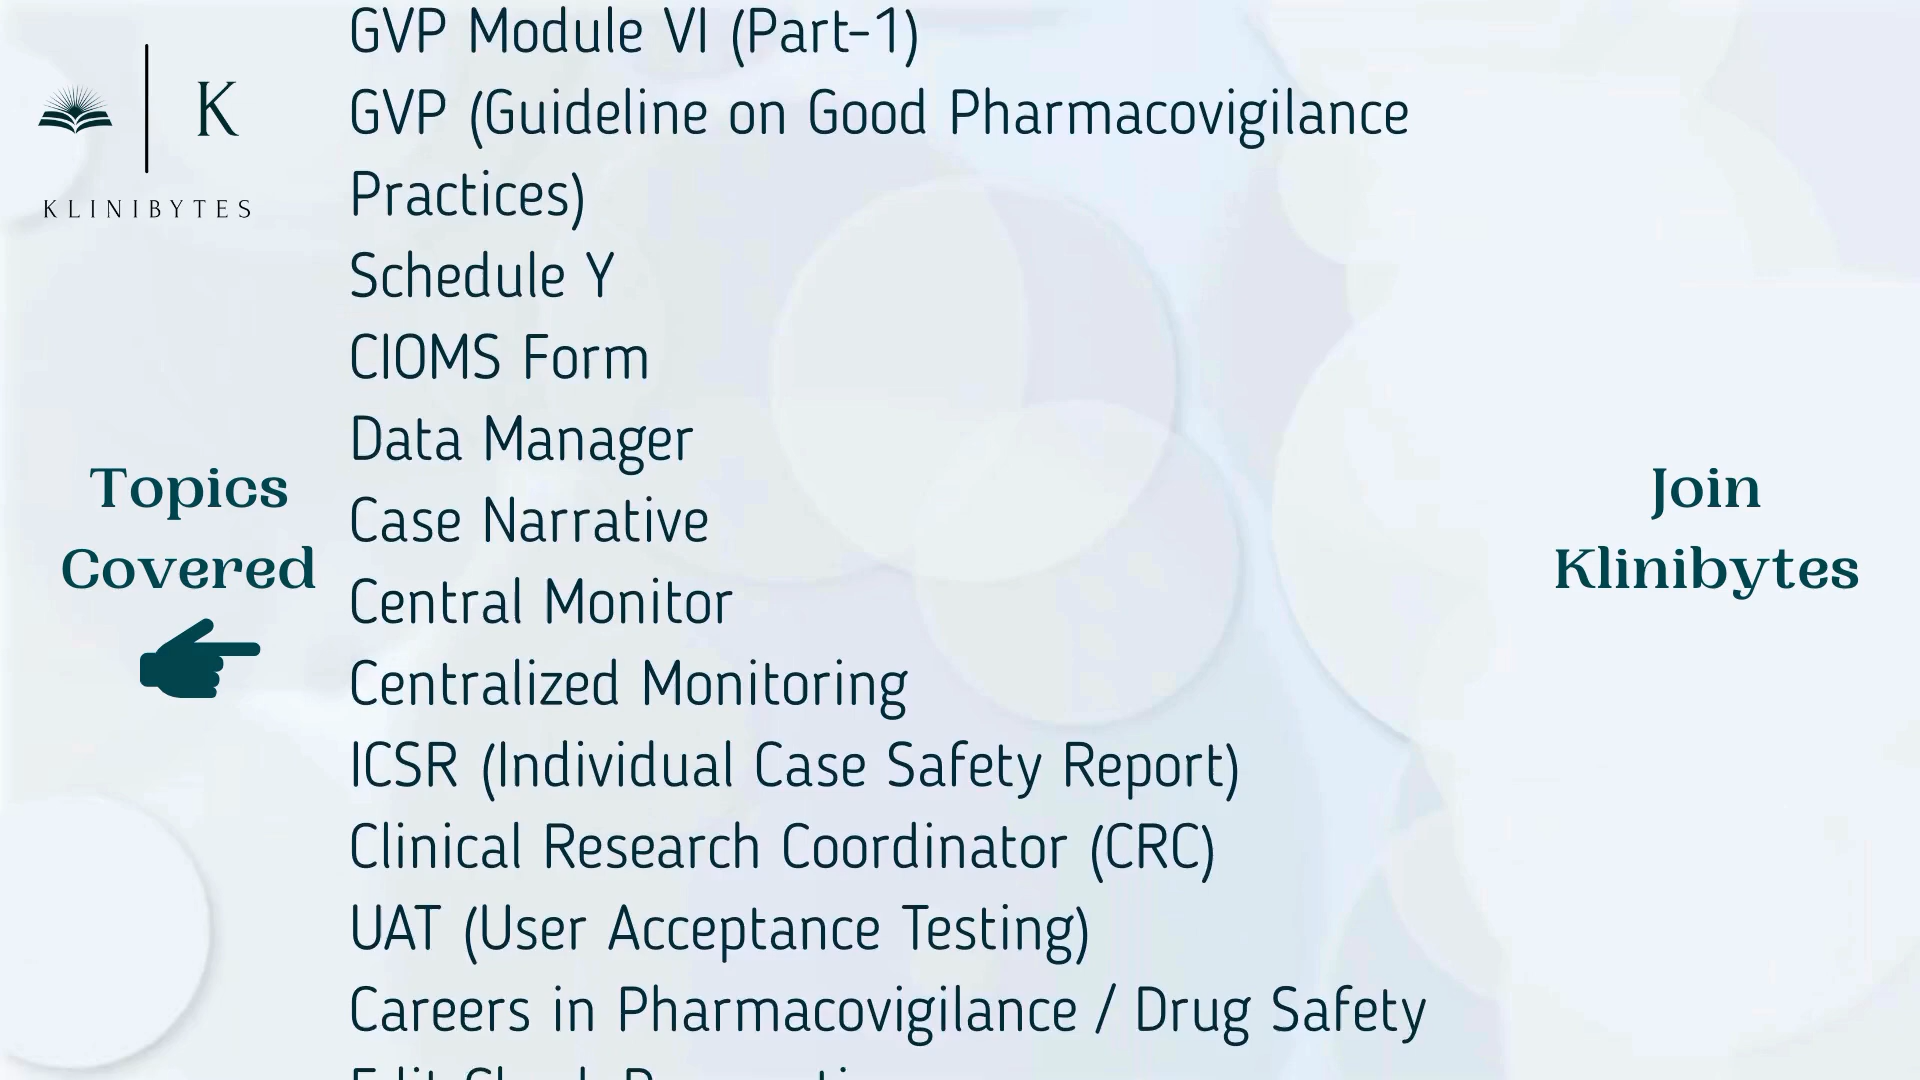 K
KLINIBYTES
Topics
Covered
GVP Module VI (Part-1)
GVP (Guideline on Good Pharmacovigilance
Practices)
Schedule Y
CIOMS Form
Data Manager
Case Narrative
Central Monitor
Centralized Monitoring
ICSR (Individual Case Safety Report)
Clinical Research Coordinator (CRC)
UAT (User Acceptance Testing)
Careers in Pharmacovigilance / Drug Safety
Join
Klinibytes